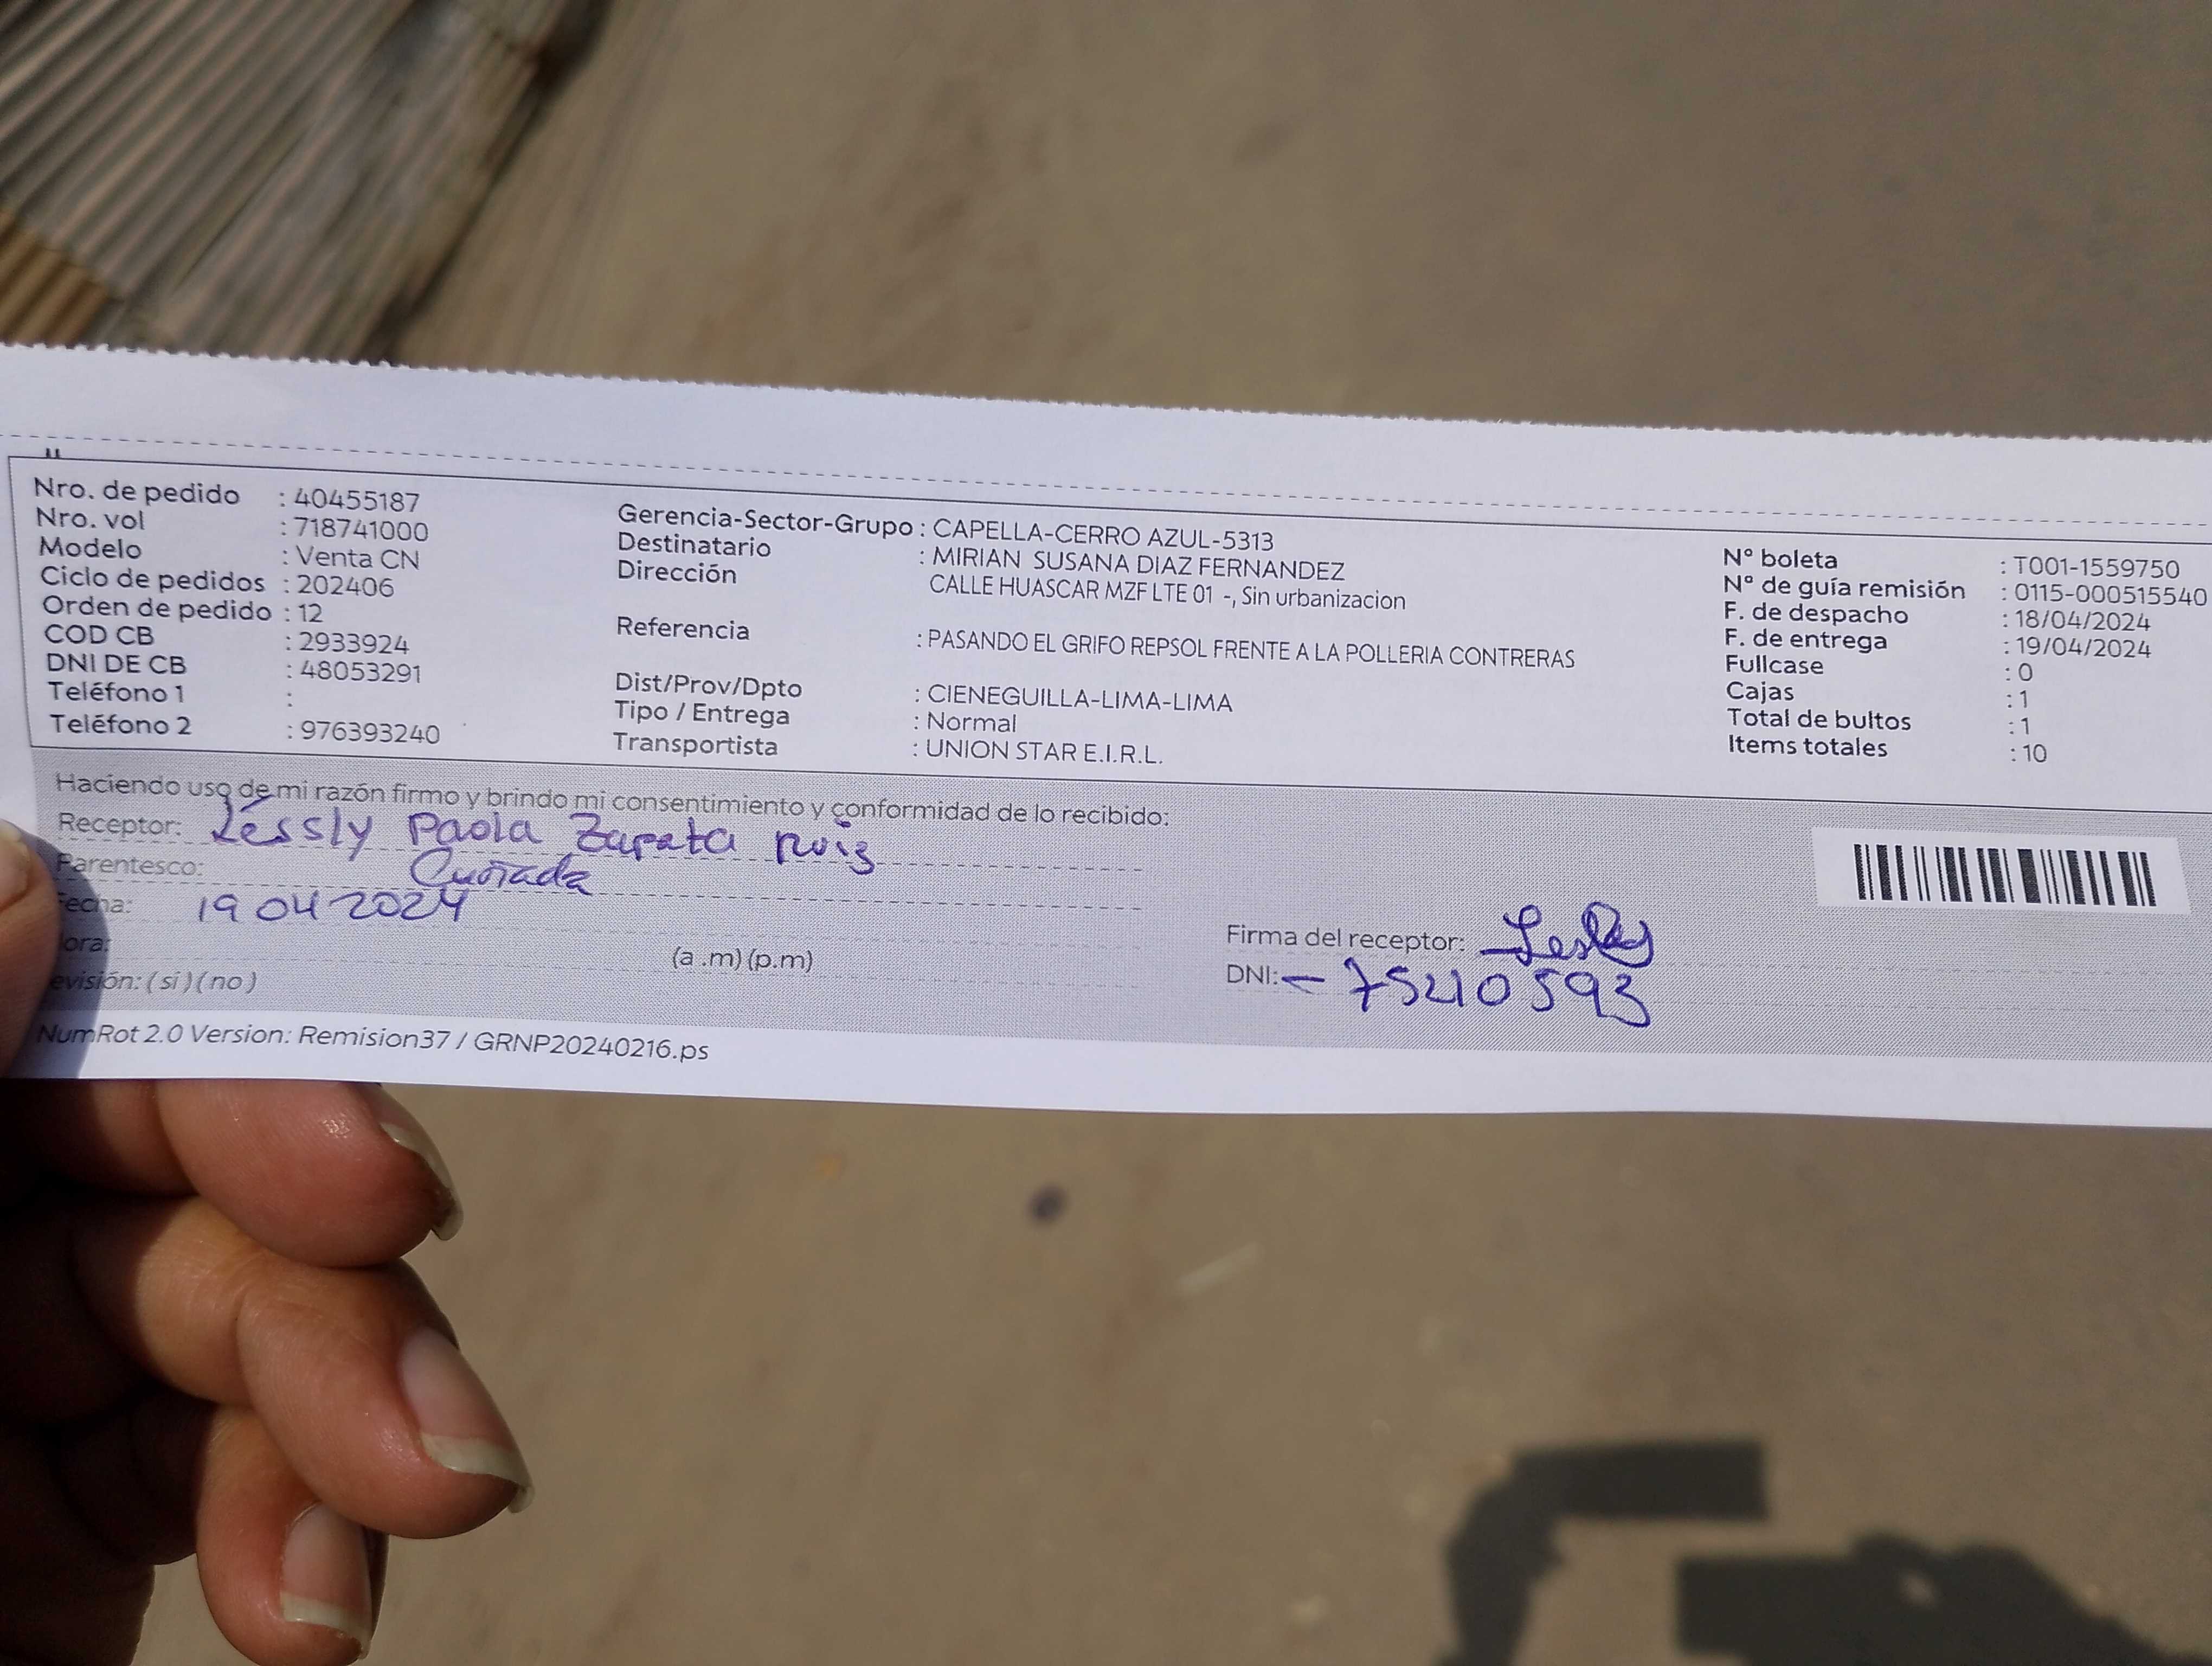 Nro. de pedido : 40455187
Nro. vol : 718741000
Modelo : Venta CN
Ciclo de pedidos : 202406
Orden de pedido : 12
COD CB : 2933924
DNI DE CB : 48053291
Teléfono 1 :
Teléfono 2 : 976393240
Gerencia-Sector-Grupo : CAPELLA-CERRO AZUL-5313
Destinatario : MIRIAN SUSANA DIAZ FERNANDEZ
Dirección CALLE HUASCAR MZF LTE 01 -, Sin urbanizacion
Referencia : PASANDO EL GRIFO REPSOL FRENTE A LA POLLERIA CONTRERAS
Dist/Prov/Dpto : CIENEGUILLA-LIMA-LIMA
Tipo / Entrega : Normal
Transportista : UNION STAR E.I.R.L.
N° boleta : T001-1559750
N° de guía remisión : 0115-000515540
F. de despacho : 18/04/2024
F. de entrega : 19/04/2024
Fullcase : 0
Cajas : 1
Total de bultos : 1
Items totales : 10
Haciendo uso de mi razón firmo y brindo mi consentimiento y conformidad de lo recibido:
Receptor: Lessly Paola Zapata Ruiz
Parentesco: Cuñada
Fecha: 19 04 2024
ora: (a .m) (p.m)
evisión: ( sí ) ( no )
Firma del receptor: Lesly
DNI: - 75210593
NumRot 2.0 Version: Remision37 / GRNP20240216.ps